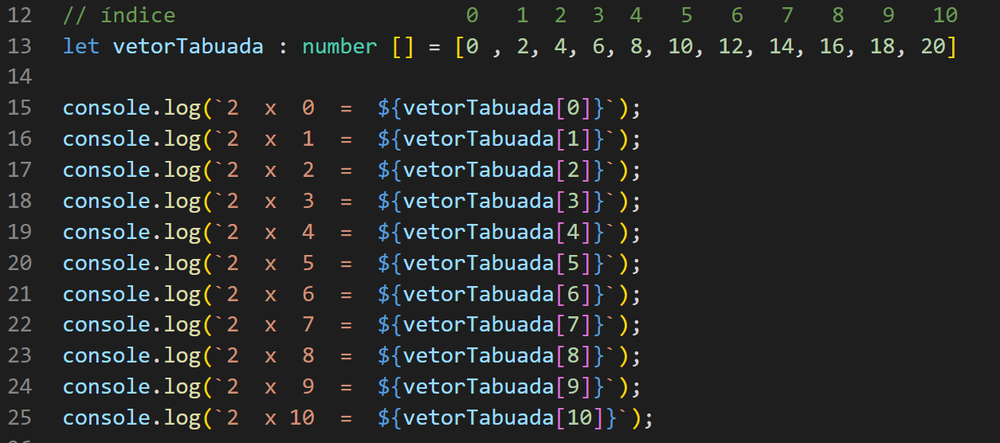 12 // índice 0 1 2 3 4 5 6 7 8 9 10
13 let vetorTabuada : number [] = [0 , 2, 4, 6, 8, 10, 12, 14, 16, 18, 20]
14
15 console.log(`2  x  0  =  ${vetorTabuada[0]}`);
16 console.log(`2  x  1  =  ${vetorTabuada[1]}`);
17 console.log(`2  x  2  =  ${vetorTabuada[2]}`);
18 console.log(`2  x  3  =  ${vetorTabuada[3]}`);
19 console.log(`2  x  4  =  ${vetorTabuada[4]}`);
20 console.log(`2  x  5  =  ${vetorTabuada[5]}`);
21 console.log(`2  x  6  =  ${vetorTabuada[6]}`);
22 console.log(`2  x  7  =  ${vetorTabuada[7]}`);
23 console.log(`2  x  8  =  ${vetorTabuada[8]}`);
24 console.log(`2  x  9  =  ${vetorTabuada[9]}`);
25 console.log(`2  x 10  =  ${vetorTabuada[10]}`);